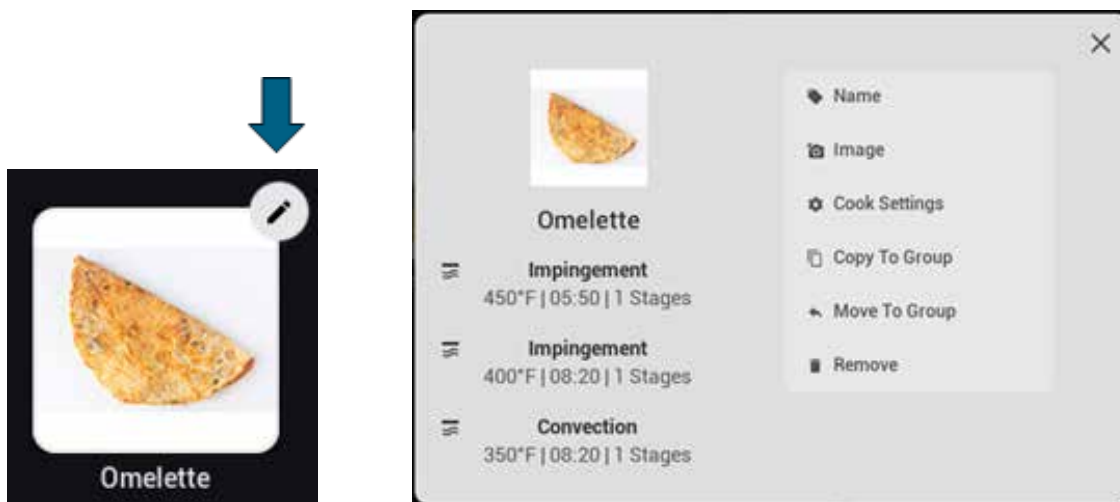 Omelette
Omelette
Impingement
450°F | 05:50 | 1 Stages
Impingement
400°F | 08:20 | 1 Stages
Convection
350°F | 08:20 | 1 Stages
Name
Image
Cook Settings
Copy To Group
Move To Group
Remove